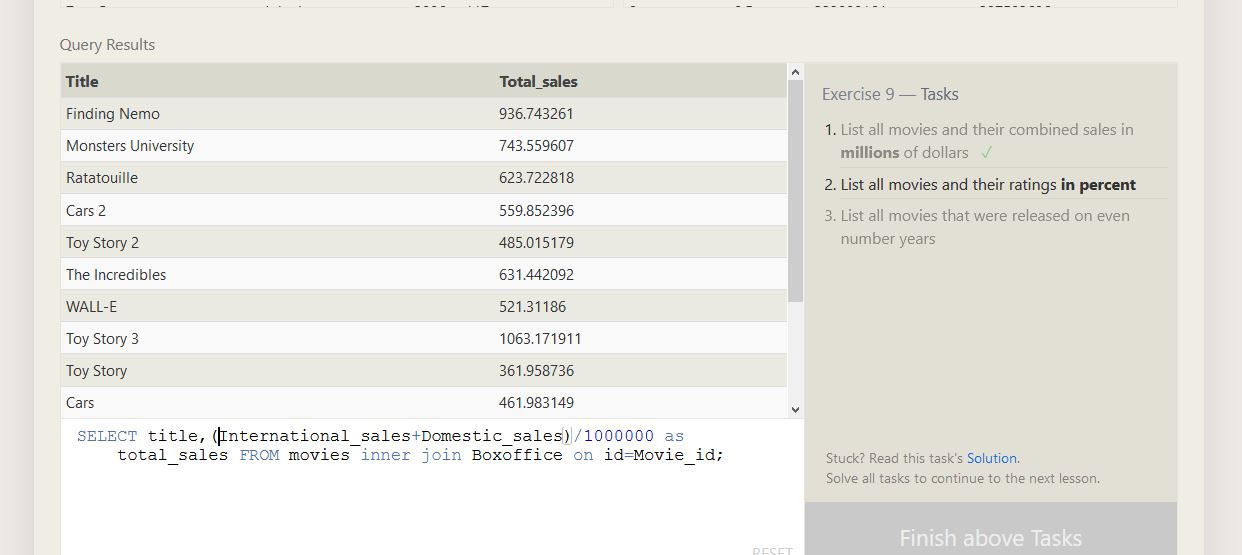 Query Results
Title Total_sales
Finding Nemo 936.743261
Monsters University 743.559607
Ratatouille 623.722818
Cars 2 559.852396
Toy Story 2 485.015179
The Incredibles 631.442092
WALL-E 521.31186
Toy Story 3 1063.171911
Toy Story 361.958736
Cars 461.983149
SELECT title,(International_sales+Domestic_sales)/1000000 as
total_sales FROM movies inner join Boxoffice on id=Movie_id;
RESET
Exercise 9 — Tasks
1. List all movies and their combined sales in
millions of dollars ✓
2. List all movies and their ratings in percent
3. List all movies that were released on even
number years
Stuck? Read this task's Solution.
Solve all tasks to continue to the next lesson.
Finish above Tasks